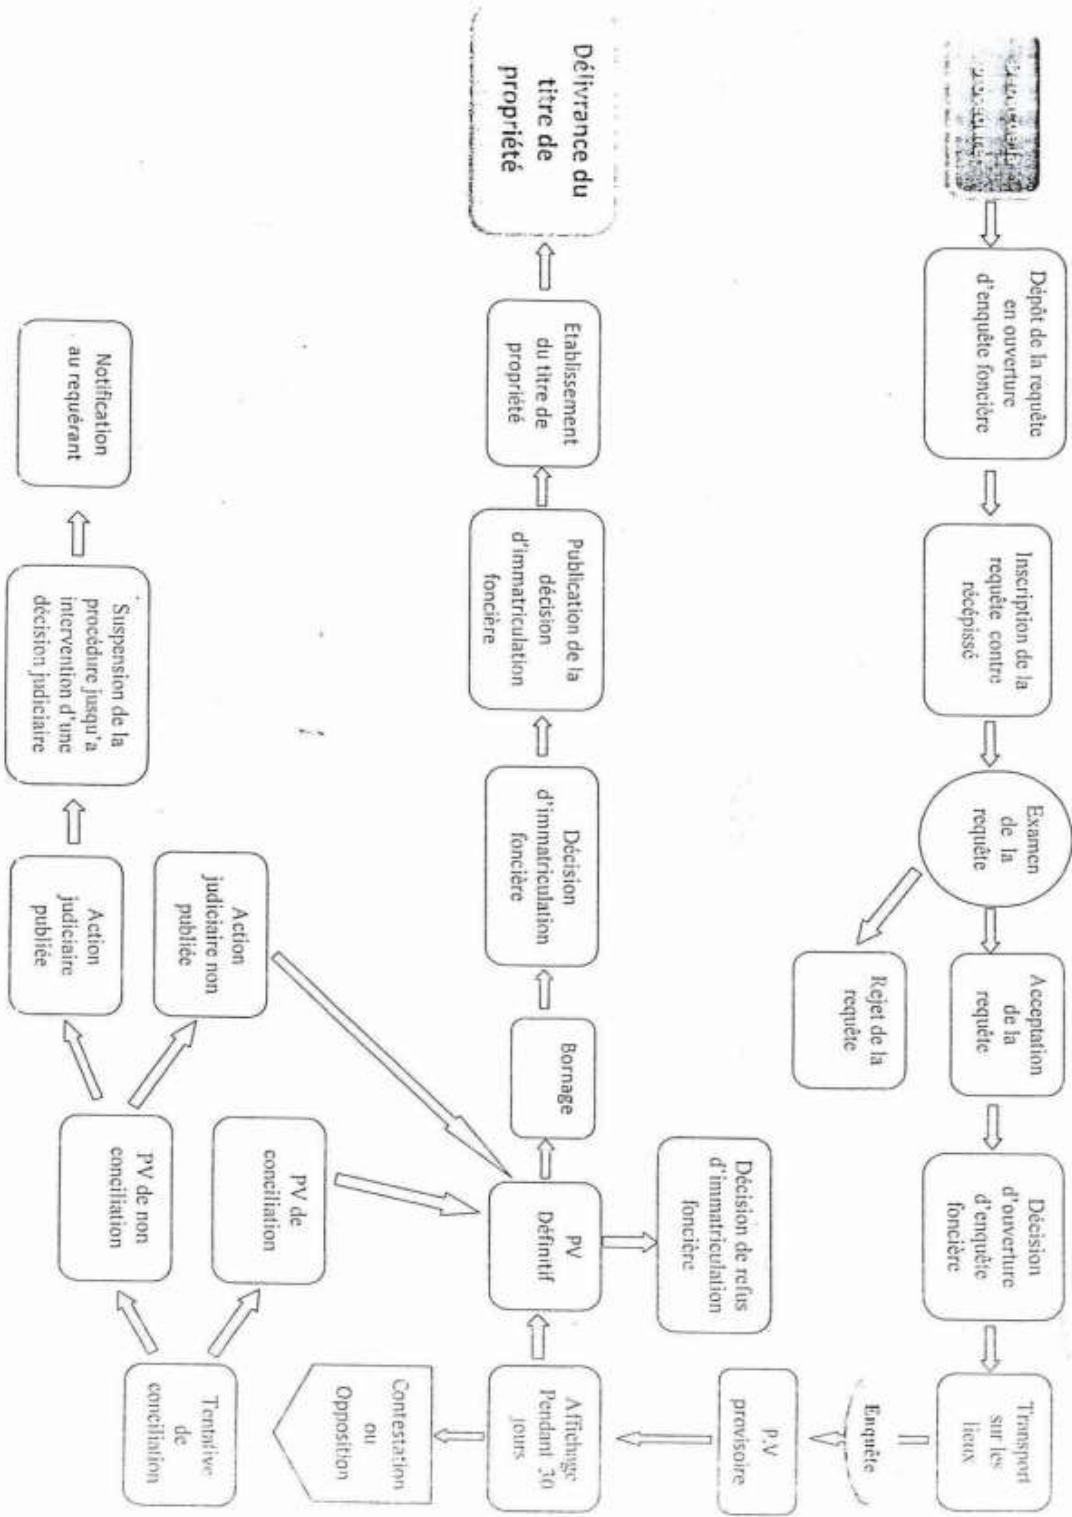 Dépôt de la requête
en ouverture
d'enquête foncière
Inscription de la
requête contre
récépissé
Examen
de la
requête
Acceptation
de la
requête
Rejet de la
requête
Décision
d'ouverture
d'enquête
foncière
Transport
sur les
lieux
Enquête
P.V
provisoire
Affichage
Pendant 30
jours
Contestation
ou
Opposition
Tentative
de
conciliation
PV de
conciliation
PV de non
conciliation
Action
judiciaire non
publiée
Action
judiciaire
publiée
Suspension de la
procédure jusqu'a
intervention d'une
décision judiciaire
Notification
au requérant
PV
Définitif
Décision de refus
d'immatriculation
foncière
Bornage
Décision
d'immatriculation
foncière
Publication de la
décision
d'immatriculation
foncière
Etablissement
du titre de
propriété
Délivrance du
titre de
propriété